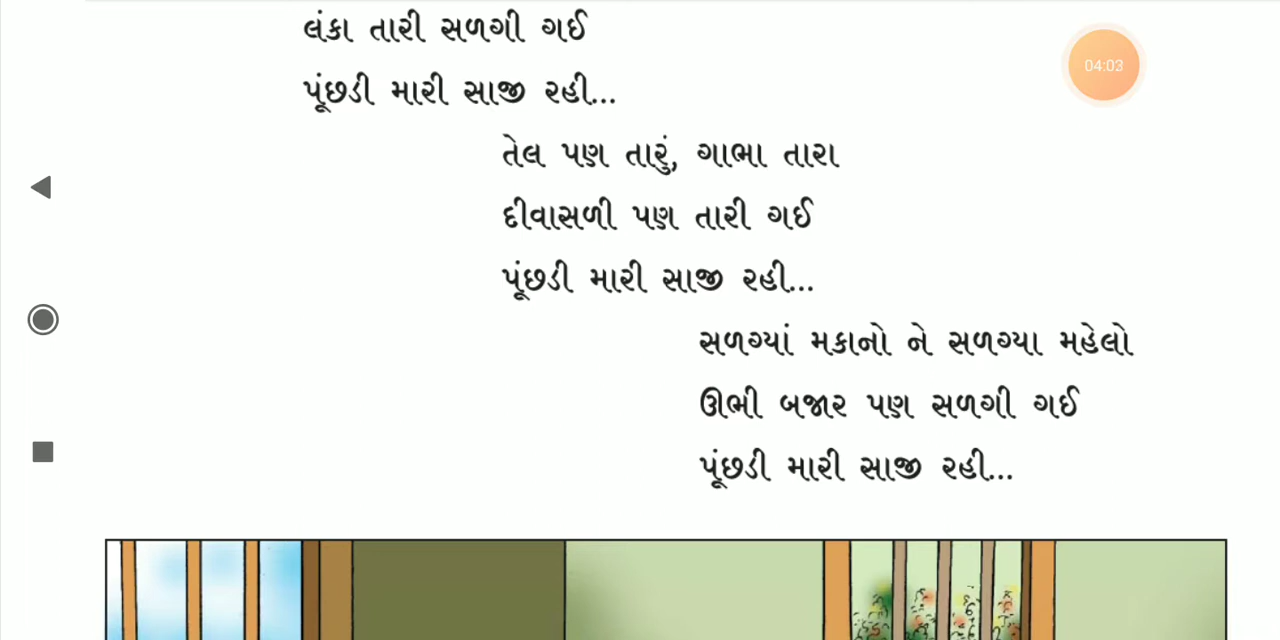 લંકા તારી સળગી ગઈ
04:03
પૂંછડી મારી સાજી રહી...
તેલ પણ તારું, ગાભા તારા
દીવાસળી પણ તારી ગઈ
પૂંછડી મારી સાજી રહી...
સળગ્યાં મકાનો ને સળગ્યા મહેલો
ઊભી બજાર પણ સળગી ગઈ
પૂંછડી મારી સાજી રહી...